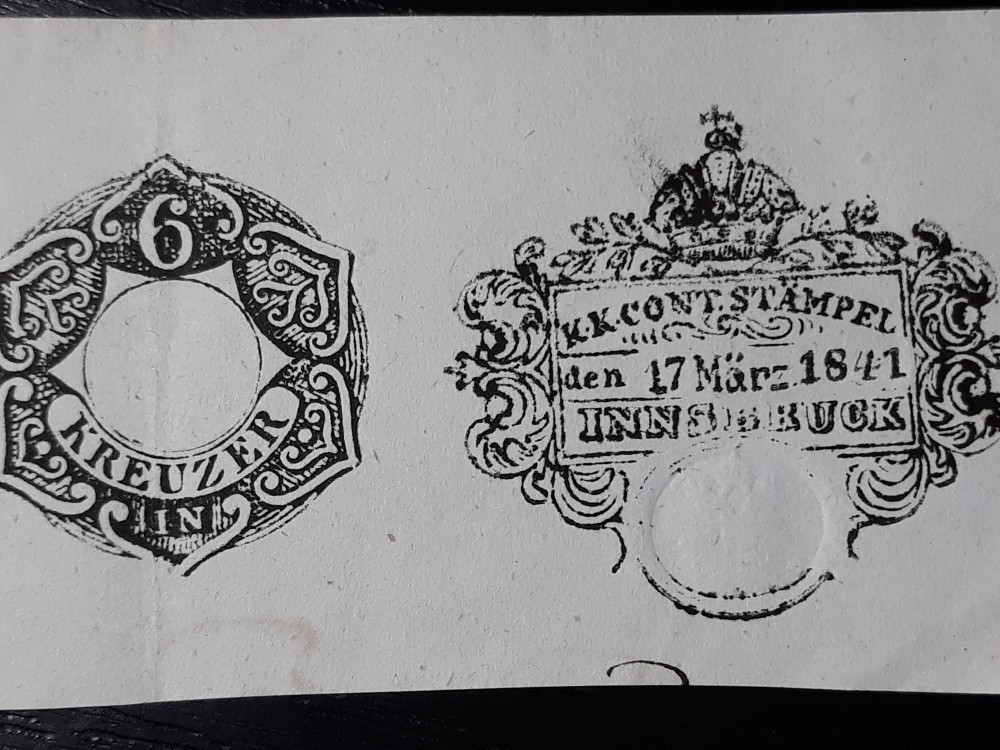 6
KREUZER
IN
K.K.CONT.STÄMPEL
den 17 März 1841
INNSBRUCK